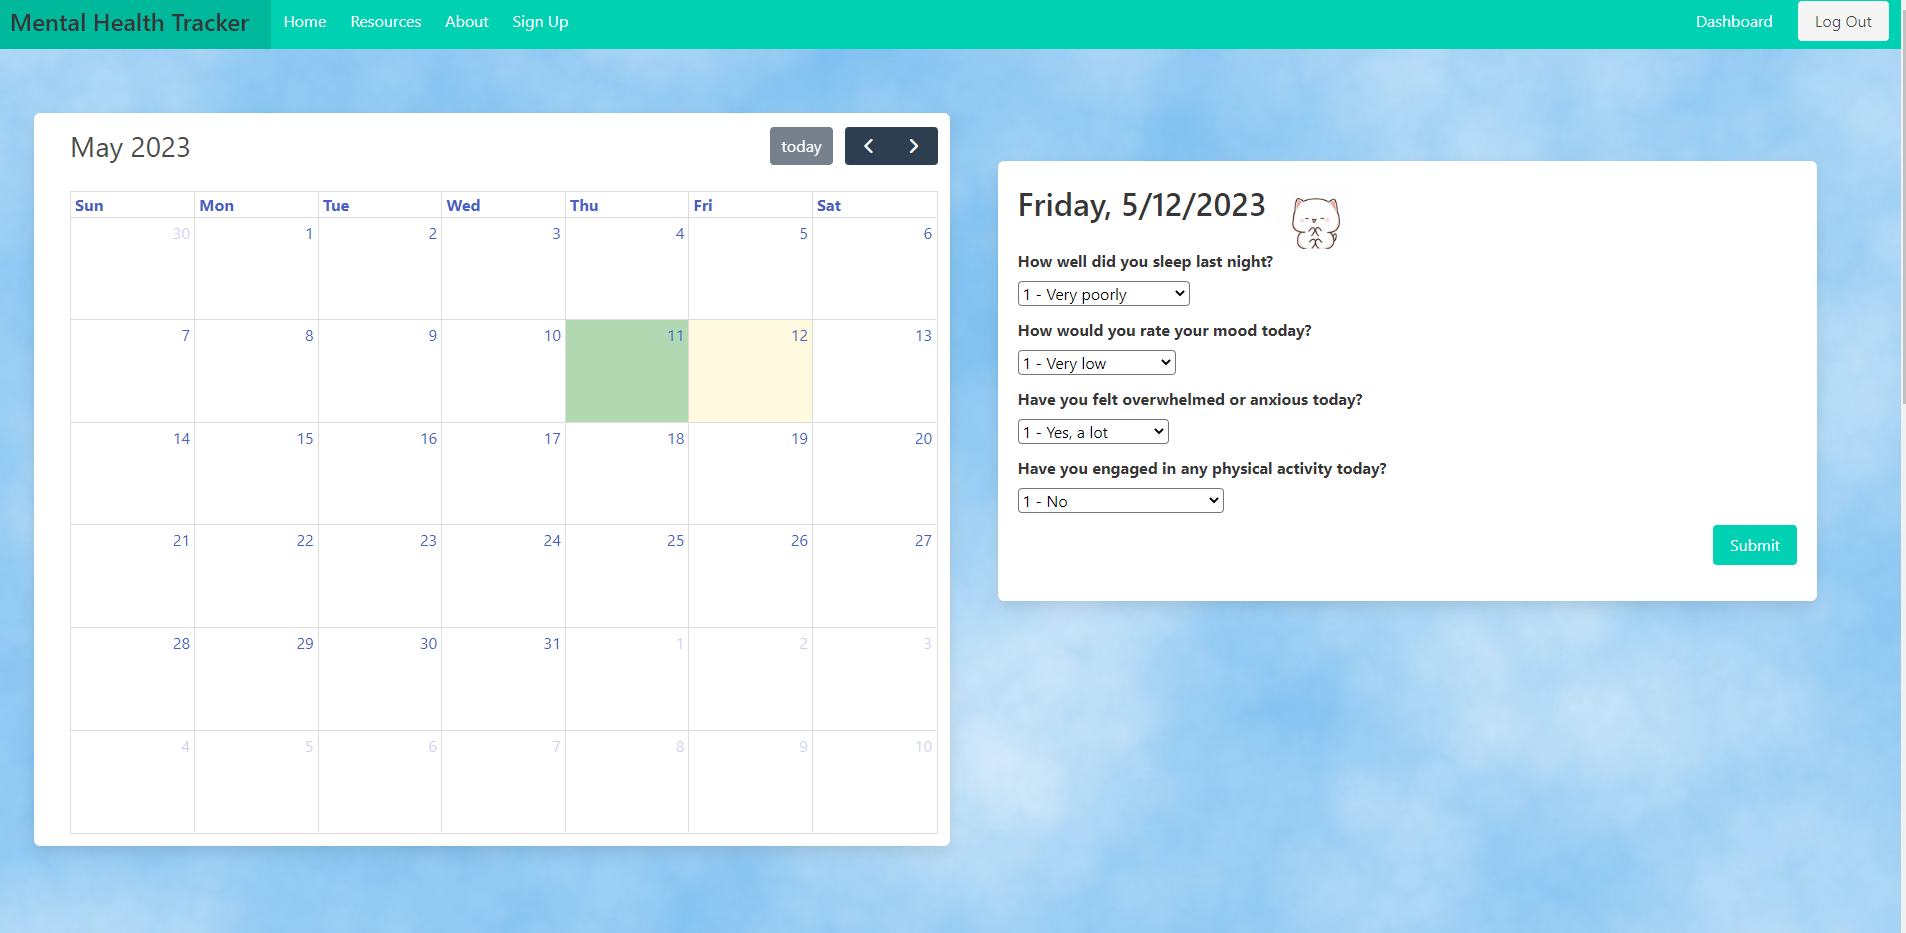 Mental Health Tracker Home Resources About Sign Up Dashboard Log Out
May 2023 today
Sun Mon Tue Wed Thu Fri Sat
30 1 2 3 4 5 6
7 8 9 10 11 12 13
14 15 16 17 18 19 20
21 22 23 24 25 26 27
28 29 30 31 1 2 3
4 5 6 7 8 9 10
Friday, 5/12/2023
How well did you sleep last night?
1 - Very poorly
How would you rate your mood today?
1 - Very low
Have you felt overwhelmed or anxious today?
1 - Yes, a lot
Have you engaged in any physical activity today?
1 - No
Submit